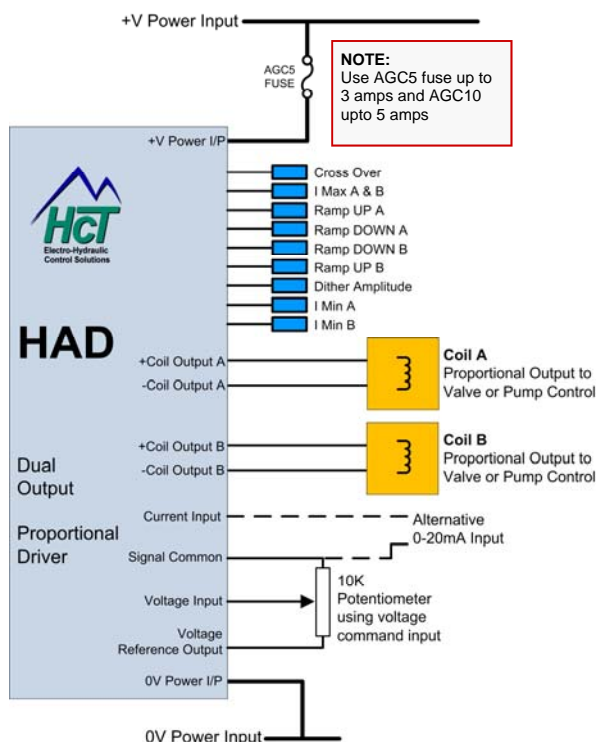 +V Power Input
AGC5
FUSE
NOTE:
Use AGC5 fuse up to
3 amps and AGC10
upto 5 amps
+V Power I/P
HCT
Electro-Hydraulic
Control Solutions
Cross Over
I Max A & B
Ramp UP A
Ramp DOWN A
Ramp DOWN B
Ramp UP B
Dither Amplitude
I Min A
I Min B
HAD
+Coil Output A
-Coil Output A
Coil A
Proportional Output to
Valve or Pump Control
+Coil Output B
-Coil Output B
Coil B
Proportional Output to
Valve or Pump Control
Dual
Output
Proportional
Driver
Current Input
Alternative
0-20mA Input
Signal Common
Voltage Input
10K
Potentiometer
using voltage
command input
Voltage
Reference Output
0V Power I/P
0V Power Input